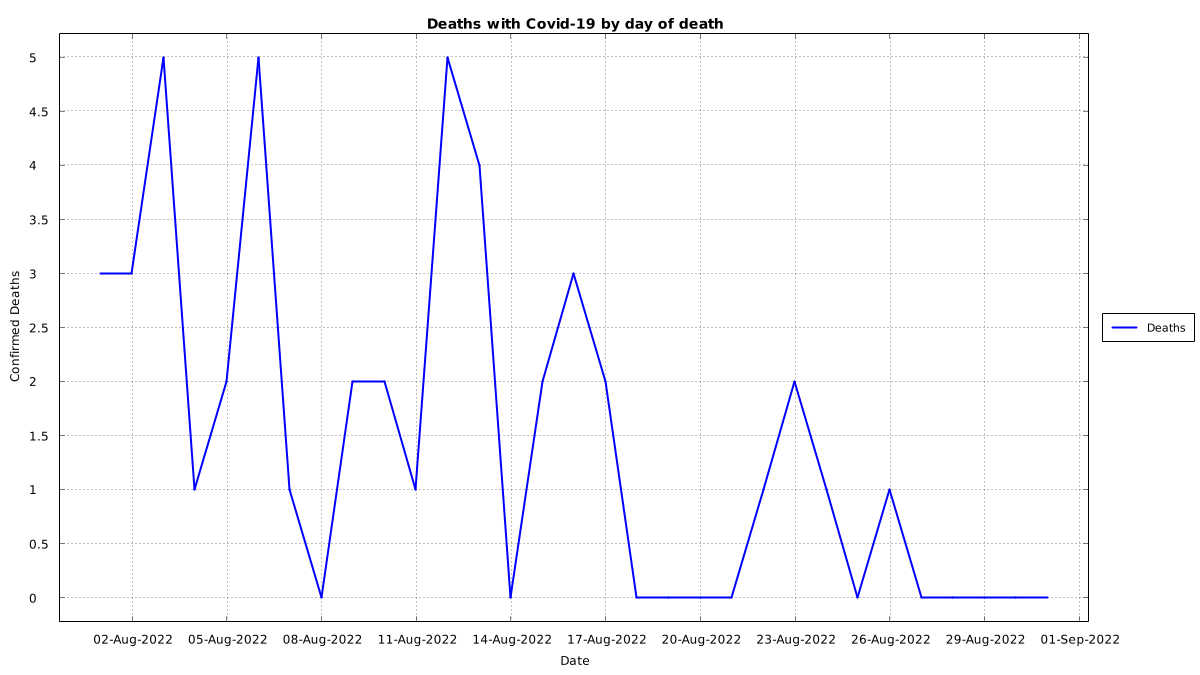 Deaths with Covid-19 by day of death
5
4.5
4
3.5
3
2.5
2
1.5
1
0.5
0
Confirmed Deaths
Deaths
02-Aug-2022 05-Aug-2022 08-Aug-2022 11-Aug-2022 14-Aug-2022 17-Aug-2022 20-Aug-2022 23-Aug-2022 26-Aug-2022 29-Aug-2022 01-Sep-2022
Date